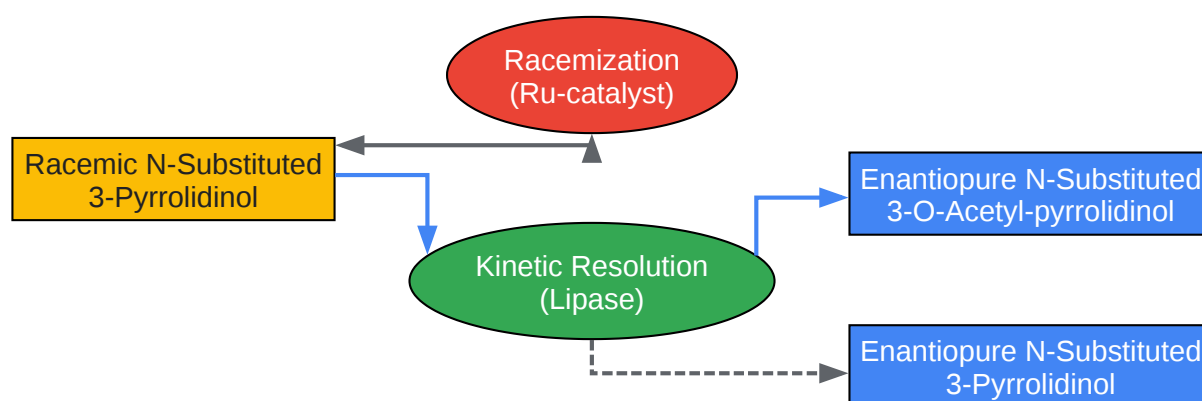 Racemization
(Ru-catalyst)
Racemic N-Substituted
3-Pyrrolidinol
Enantiopure N-Substituted
3-O-Acetyl-pyrrolidinol
Kinetic Resolution
(Lipase)
Enantiopure N-Substituted
3-Pyrrolidinol